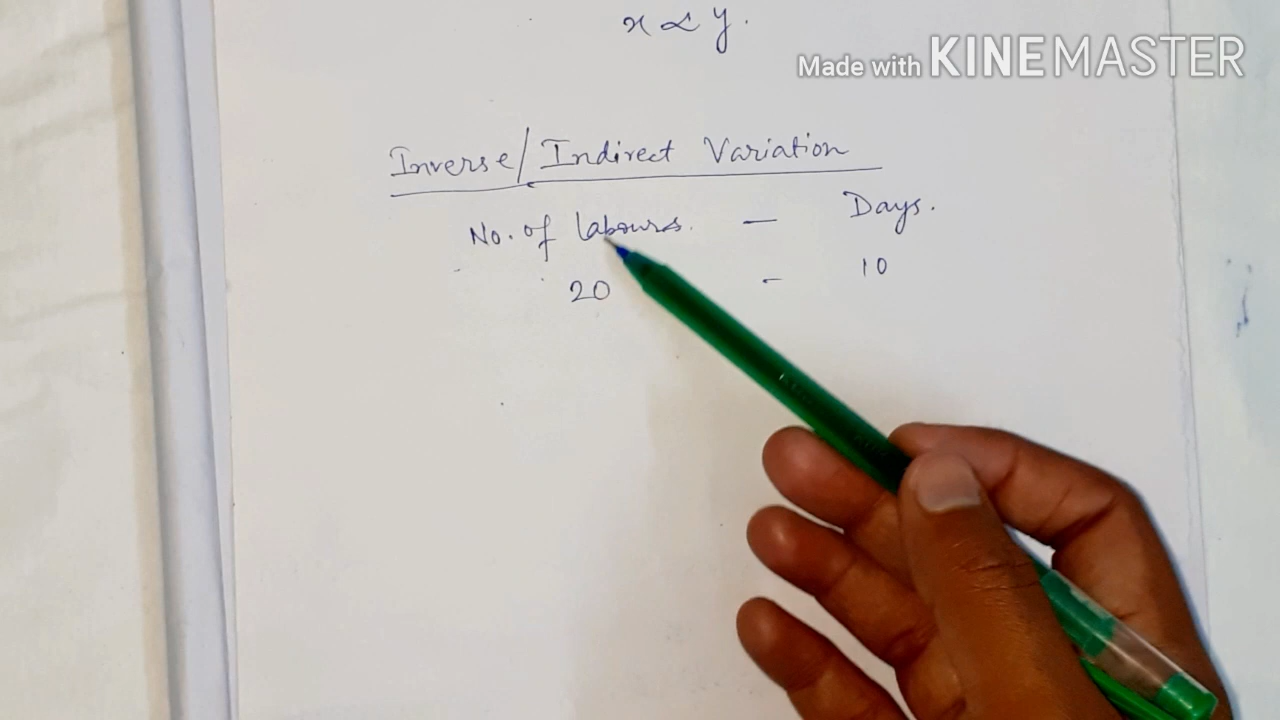 x ∝ y.
Made with KINEMASTER
Inverse/Indirect Variation
No. of labours. — Days.
20 - 10